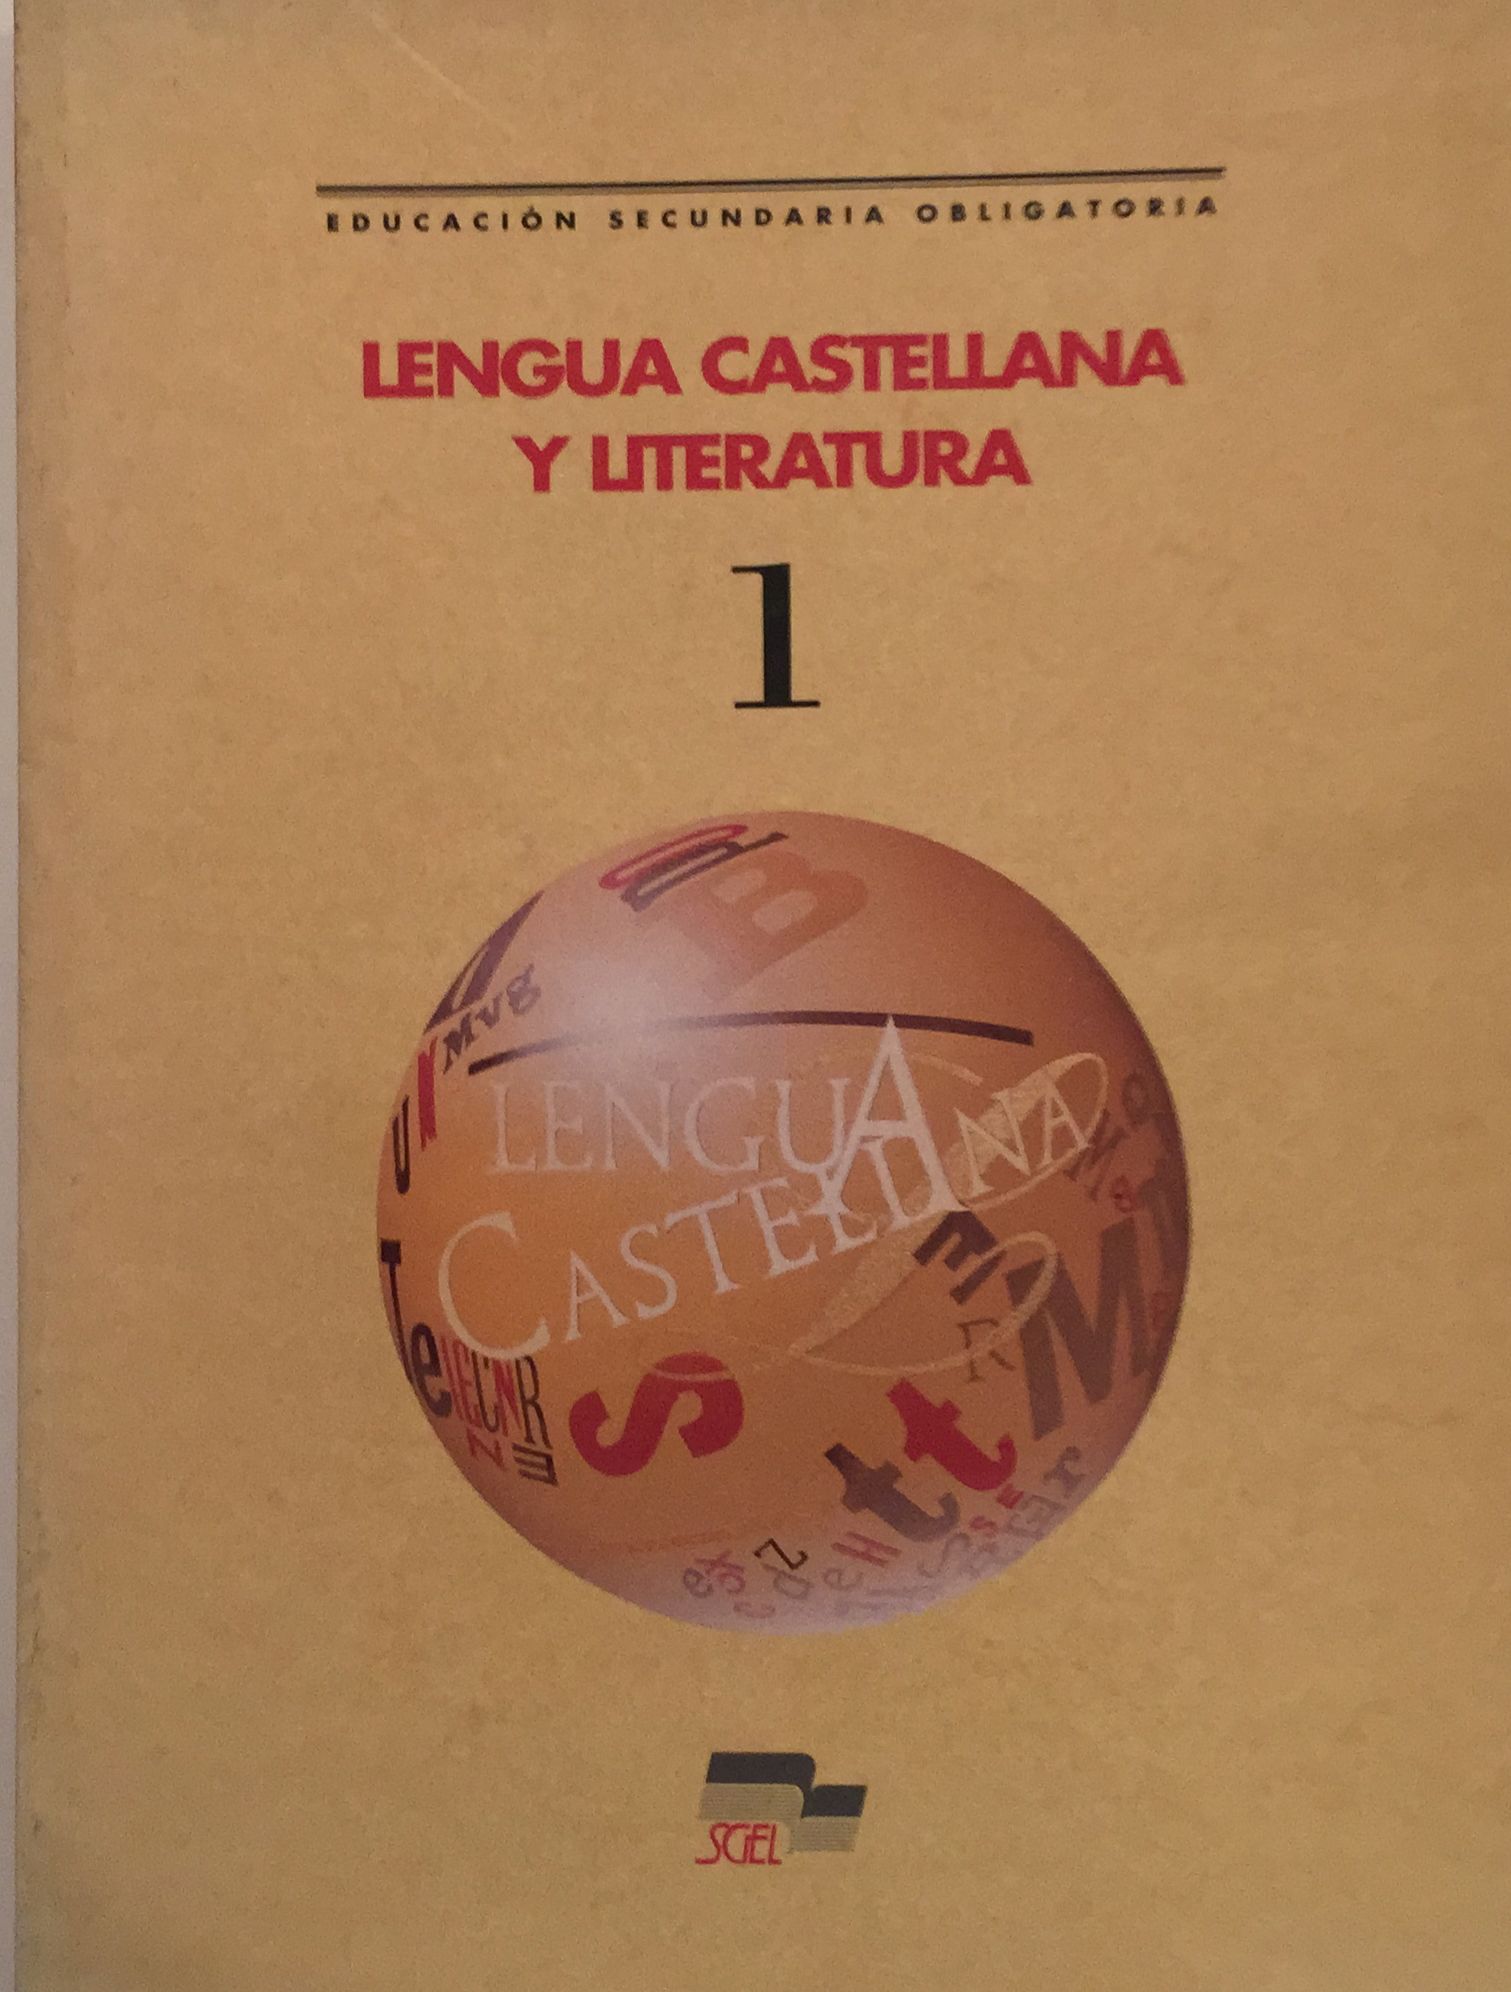 EDUCACIÓN SECUNDARIA OBLIGATORIA
LENGUA CASTELLANA
Y LITERATURA
1
LENGUA
CASTELLANA
SGEL